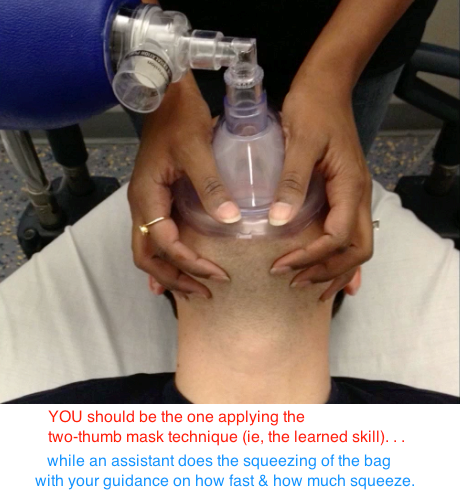 YOU should be the one applying the
two-thumb mask technique (ie, the learned skill). . .
while an assistant does the squeezing of the bag
with your guidance on how fast & how much squeeze.